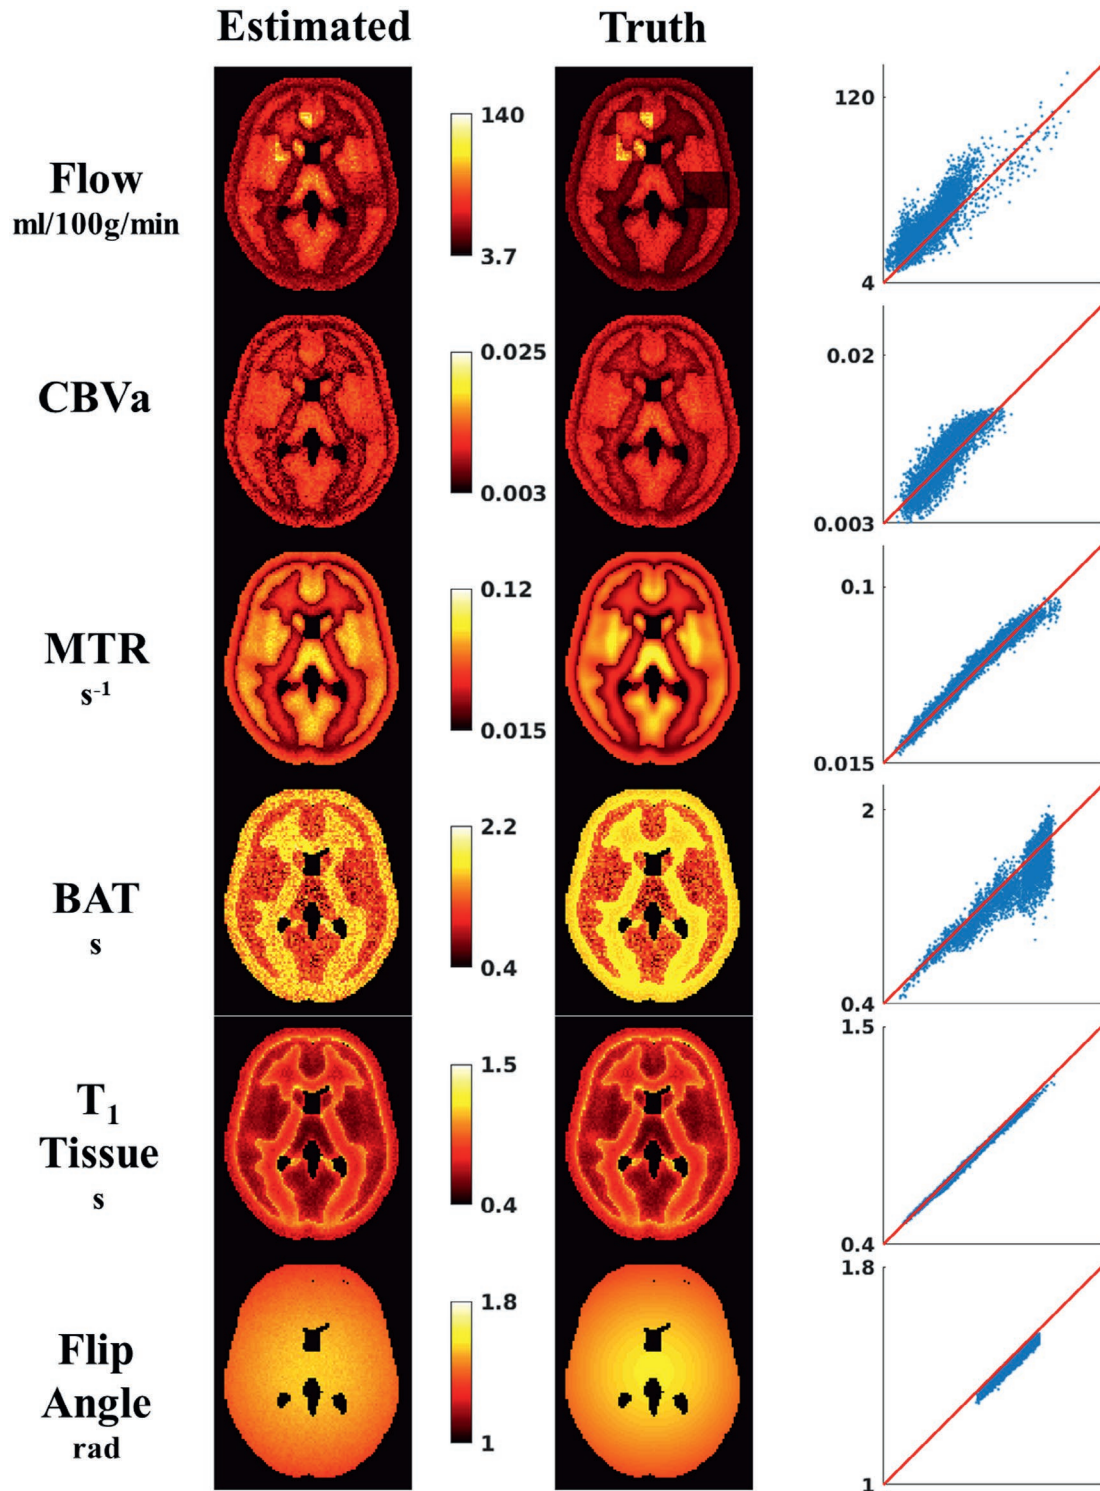 Estimated
Truth
Flow
ml/100g/min
140
3.7
120
4
CBVa
0.025
0.003
0.02
0.003
MTR
s-1
0.12
0.015
0.1
0.015
BAT
s
2.2
0.4
2
0.4
T1
Tissue
s
1.5
0.4
1.5
0.4
Flip
Angle
rad
1.8
1
1.8
1